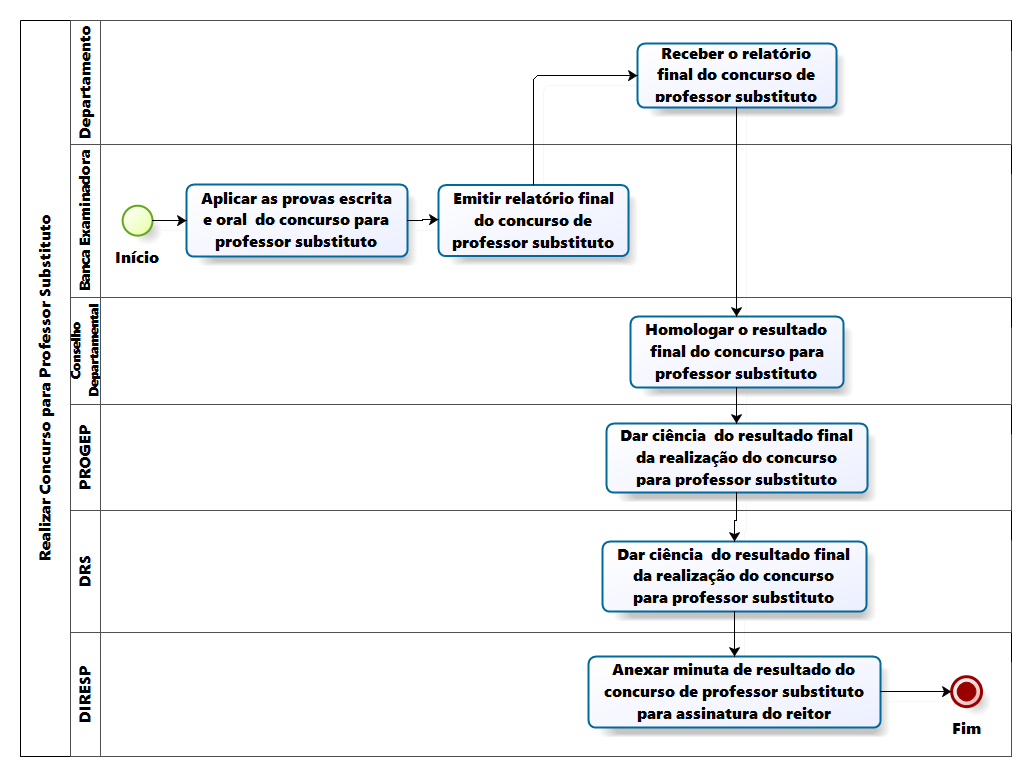 Realizar Concurso para Professor Substituto
Departamento
Receber o relatório
final do concurso de
professor substituto
Banca Examinadora
Início
Aplicar as provas escrita
e oral do concurso para
professor substituto
Emitir relatório final
do concurso de
professor substituto
Conselho
Departamental
Homologar o resultado
final do concurso para
professor substituto
PROGEP
Dar ciência do resultado final
da realização do concurso
para professor substituto
DRS
Dar ciência do resultado final
da realização do concurso
para professor substituto
DIRESP
Anexar minuta de resultado do
concurso de professor substituto
para assinatura do reitor
Fim